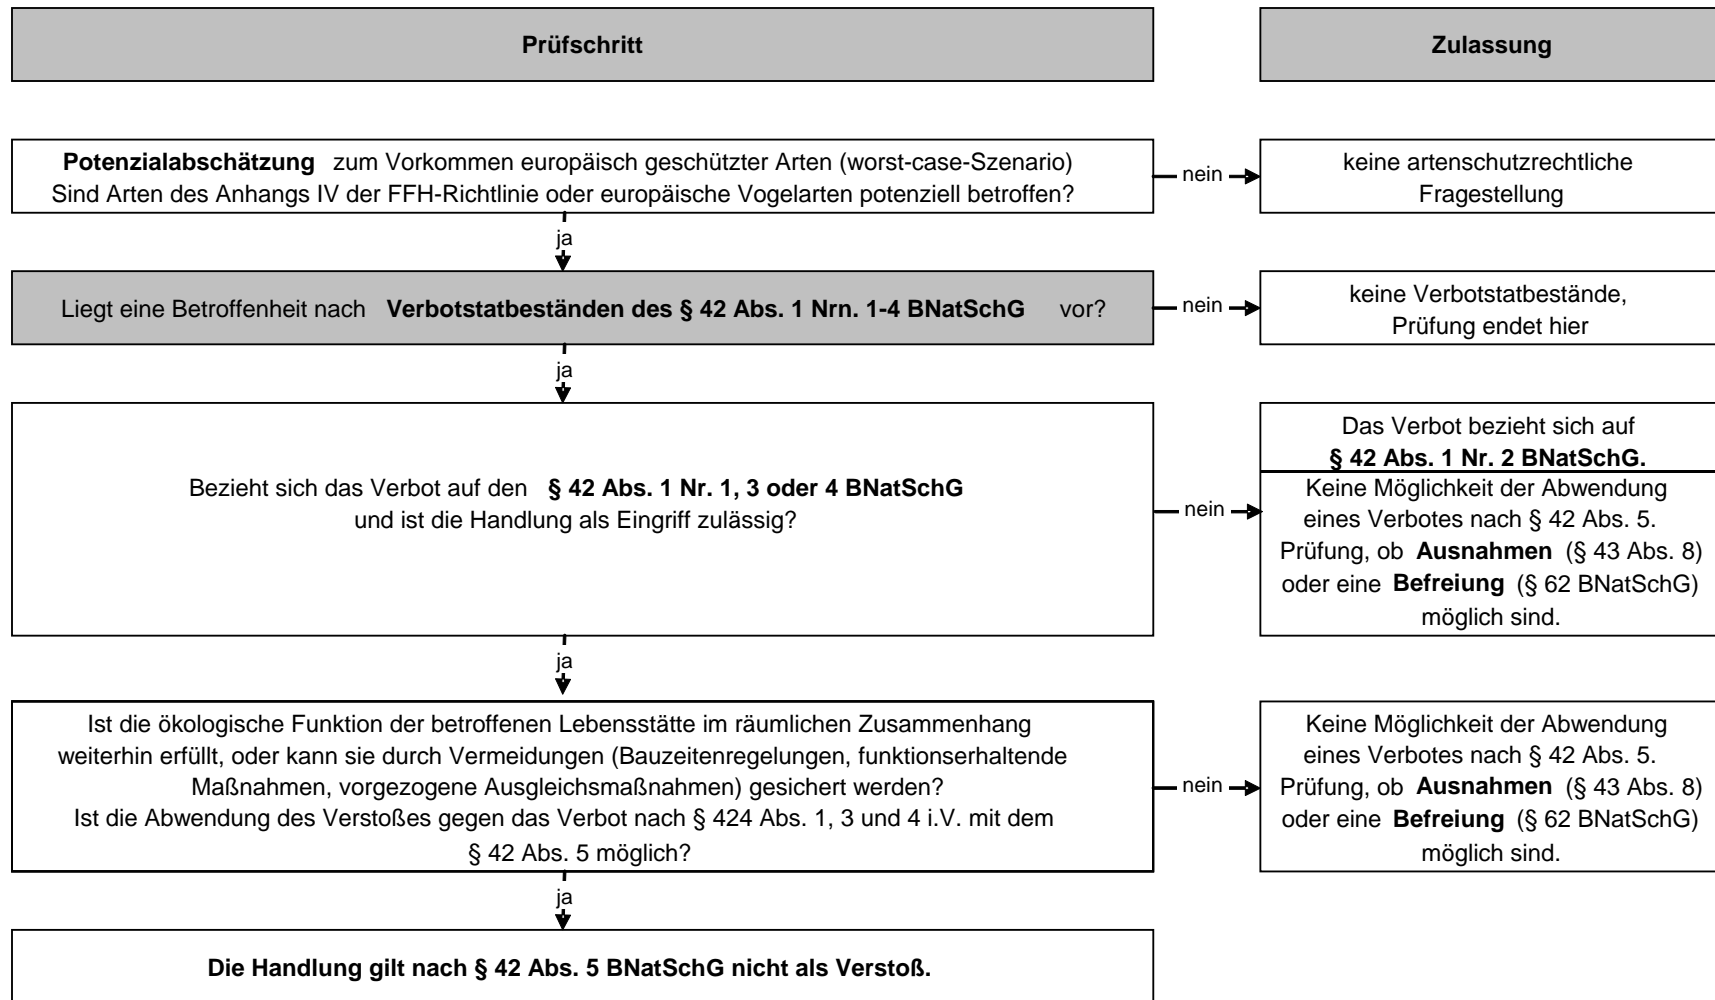 Prüfschritt
Zulassung
Potenzialabschätzung zum Vorkommen europäisch geschützter Arten (worst-case-Szenario)
Sind Arten des Anhangs IV der FFH-Richtlinie oder europäische Vogelarten potenziell betroffen?
nein
keine artenschutzrechtliche
Fragestellung
ja
Liegt eine Betroffenheit nach Verbotstatbeständen des § 42 Abs. 1 Nrn. 1-4 BNatSchG vor?
nein
keine Verbotstatbestände,
Prüfung endet hier
ja
Bezieht sich das Verbot auf den § 42 Abs. 1 Nr. 1, 3 oder 4 BNatSchG
und ist die Handlung als Eingriff zulässig?
nein
Das Verbot bezieht sich auf
§ 42 Abs. 1 Nr. 2 BNatSchG.
Keine Möglichkeit der Abwendung
eines Verbotes nach § 42 Abs. 5.
Prüfung, ob Ausnahmen (§ 43 Abs. 8)
oder eine Befreiung (§ 62 BNatSchG)
möglich sind.
ja
Ist die ökologische Funktion der betroffenen Lebensstätte im räumlichen Zusammenhang
weiterhin erfüllt, oder kann sie durch Vermeidungen (Bauzeitenregelungen, funktionserhaltende
Maßnahmen, vorgezogene Ausgleichsmaßnahmen) gesichert werden?
Ist die Abwendung des Verstoßes gegen das Verbot nach § 424 Abs. 1, 3 und 4 i.V. mit dem
§ 42 Abs. 5 möglich?
nein
Keine Möglichkeit der Abwendung
eines Verbotes nach § 42 Abs. 5.
Prüfung, ob Ausnahmen (§ 43 Abs. 8)
oder eine Befreiung (§ 62 BNatSchG)
möglich sind.
ja
Die Handlung gilt nach § 42 Abs. 5 BNatSchG nicht als Verstoß.